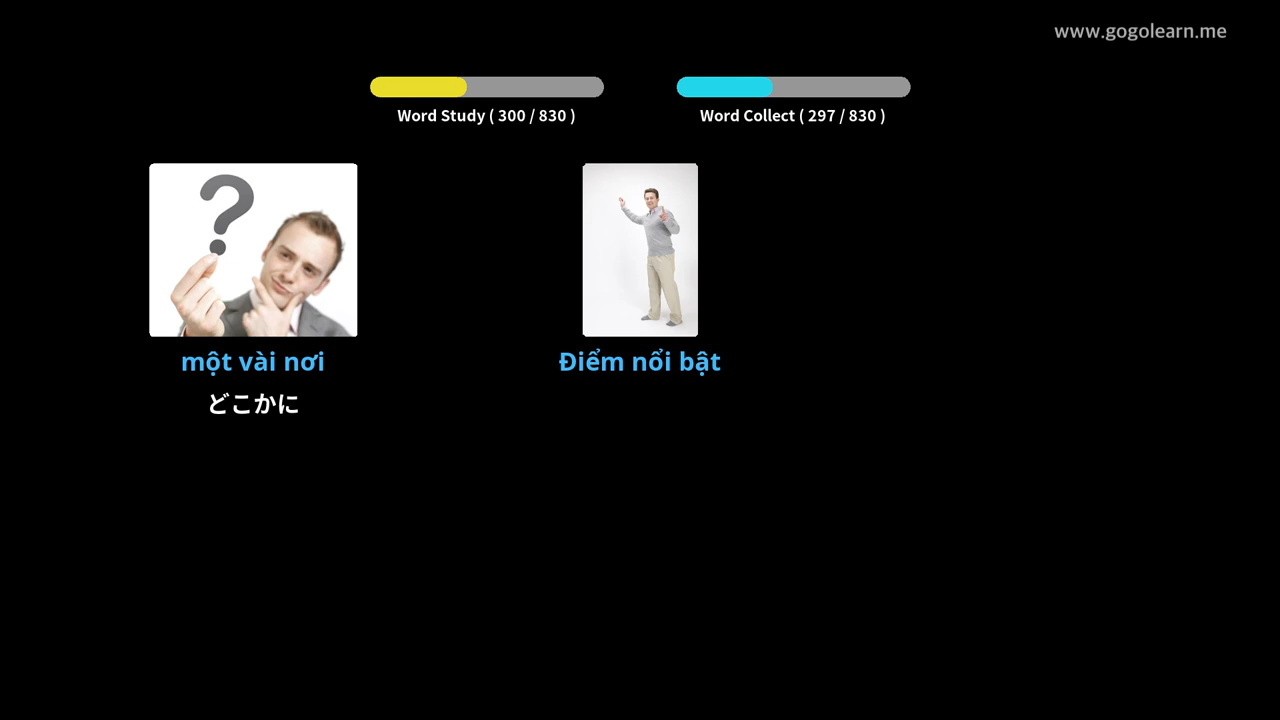 www.gogolearn.me
Word Study ( 300 / 830 )
Word Collect ( 297 / 830 )
?
một vài nơi
Điểm nổi bật
どこかに